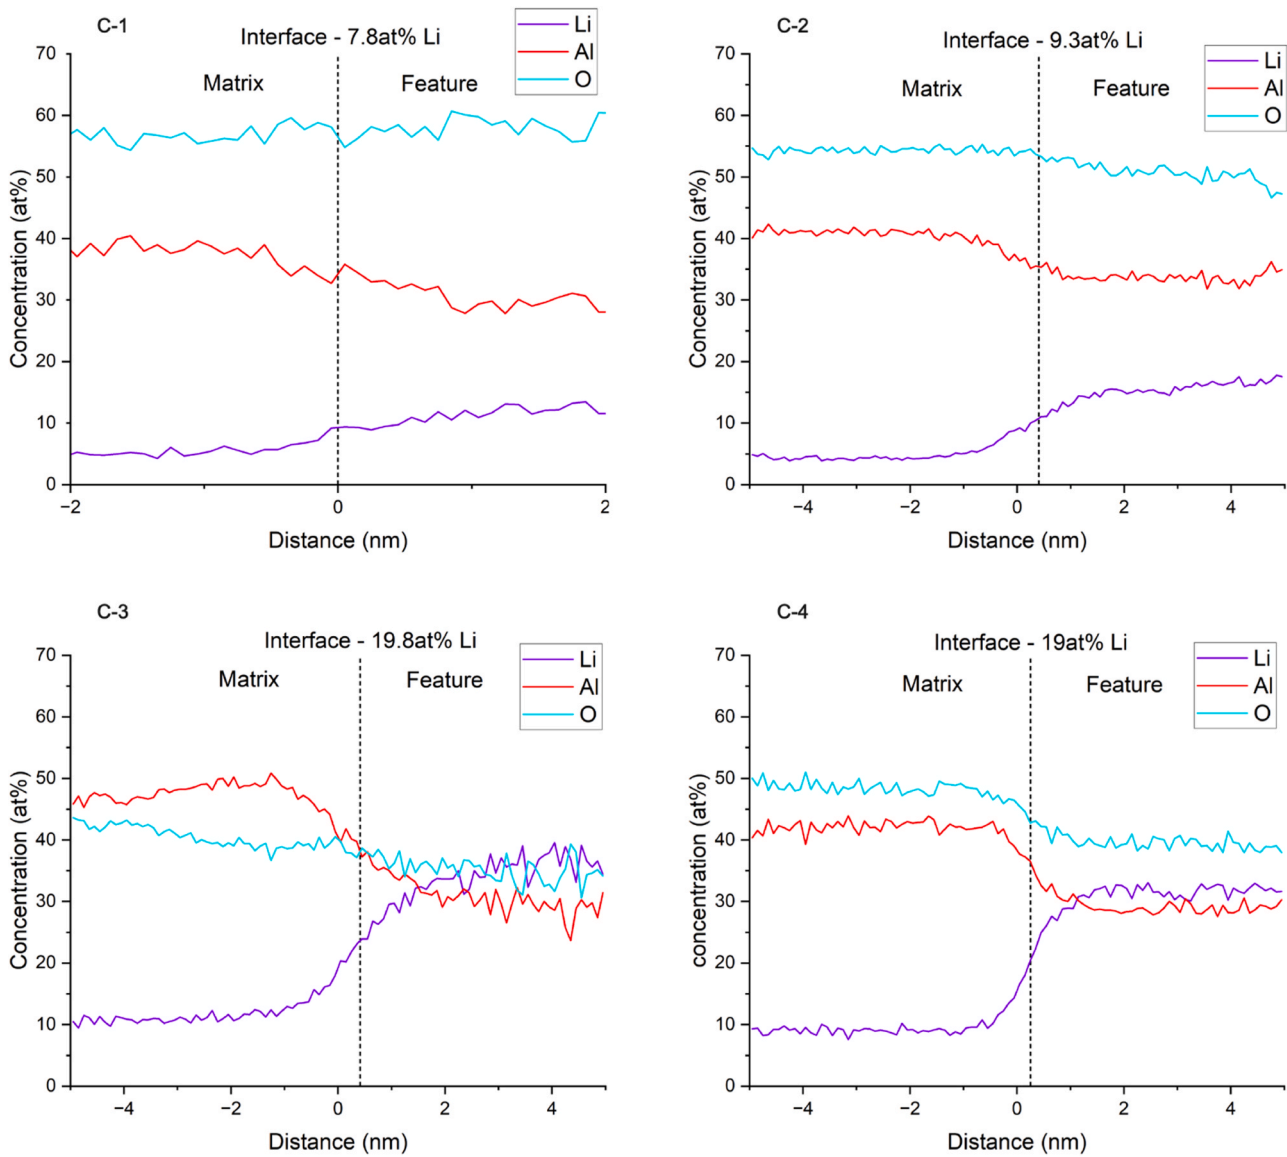 C-1
Interface - 7.8at% Li
Li
Al
O
Matrix
Feature
70
60
50
40
30
20
10
0
Concentration (at%)
−2
0
2
Distance (nm)
C-2
Interface - 9.3at% Li
Li
Al
O
Matrix
Feature
70
60
50
40
30
20
10
0
Concentration (at%)
−4
−2
0
2
4
Distance (nm)
C-3
Interface - 19.8at% Li
Li
Al
O
Matrix
Feature
70
60
50
40
30
20
10
0
Concentration (at%)
−4
−2
0
2
4
Distance (nm)
C-4
Interface - 19at% Li
Li
Al
O
Matrix
Feature
70
60
50
40
30
20
10
0
concentration (at%)
−4
−2
0
2
4
Distance (nm)